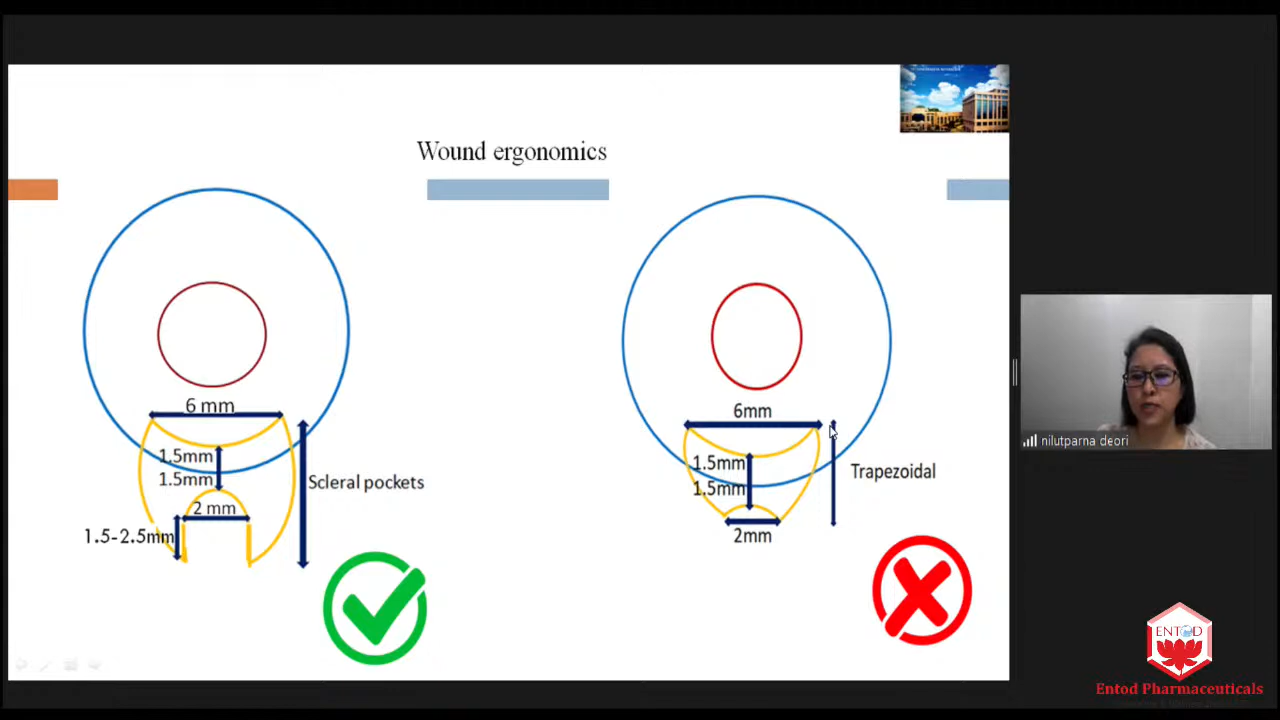 Wound ergonomics
6 mm
1.5mm
1.5mm
2 mm
1.5-2.5mm
Scleral pockets
6mm
1.5mm
1.5mm
2mm
Trapezoidal
nilutparna deori
ENTOD
Entod Pharmaceuticals